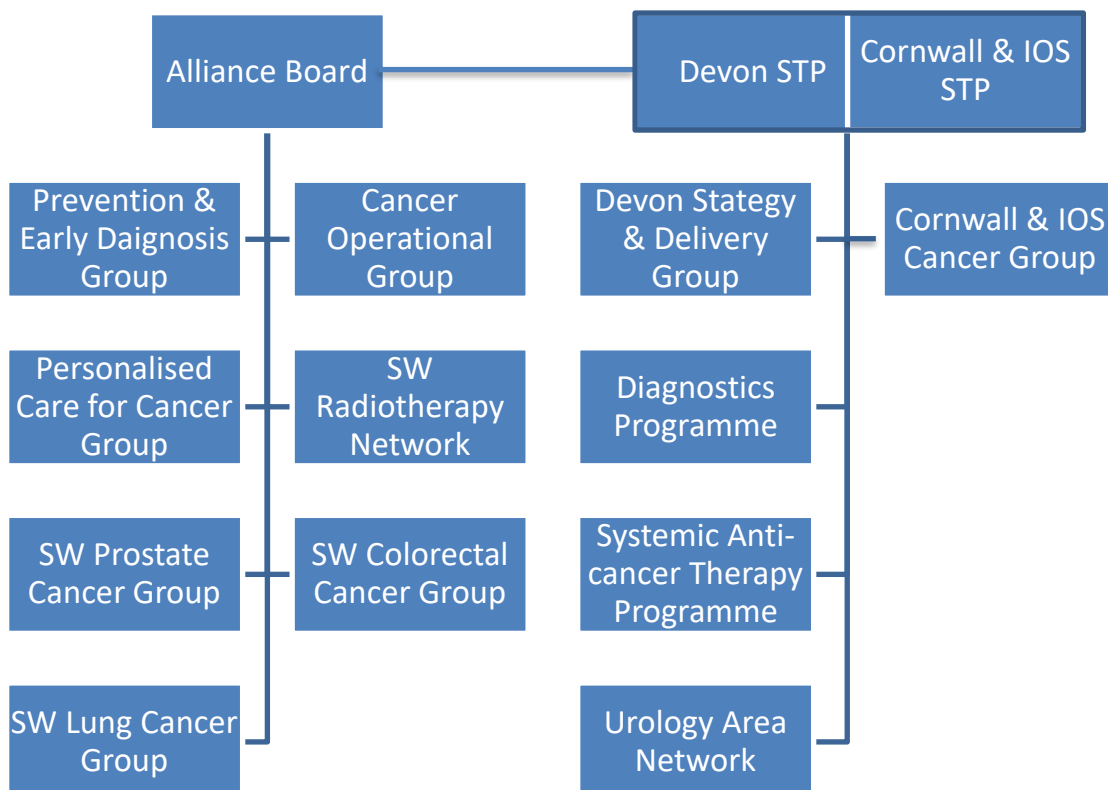 Alliance Board
Devon STP
Cornwall & IOS
STP
Prevention &
Early Daignosis
Group
Cancer
Operational
Group
Devon Stategy
& Delivery
Group
Cornwall & IOS
Cancer Group
Personalised
Care for Cancer
Group
SW
Radiotherapy
Network
Diagnostics
Programme
SW Prostate
Cancer Group
SW Colorectal
Cancer Group
Systemic Anti-
cancer Therapy
Programme
SW Lung Cancer
Group
Urology Area
Network